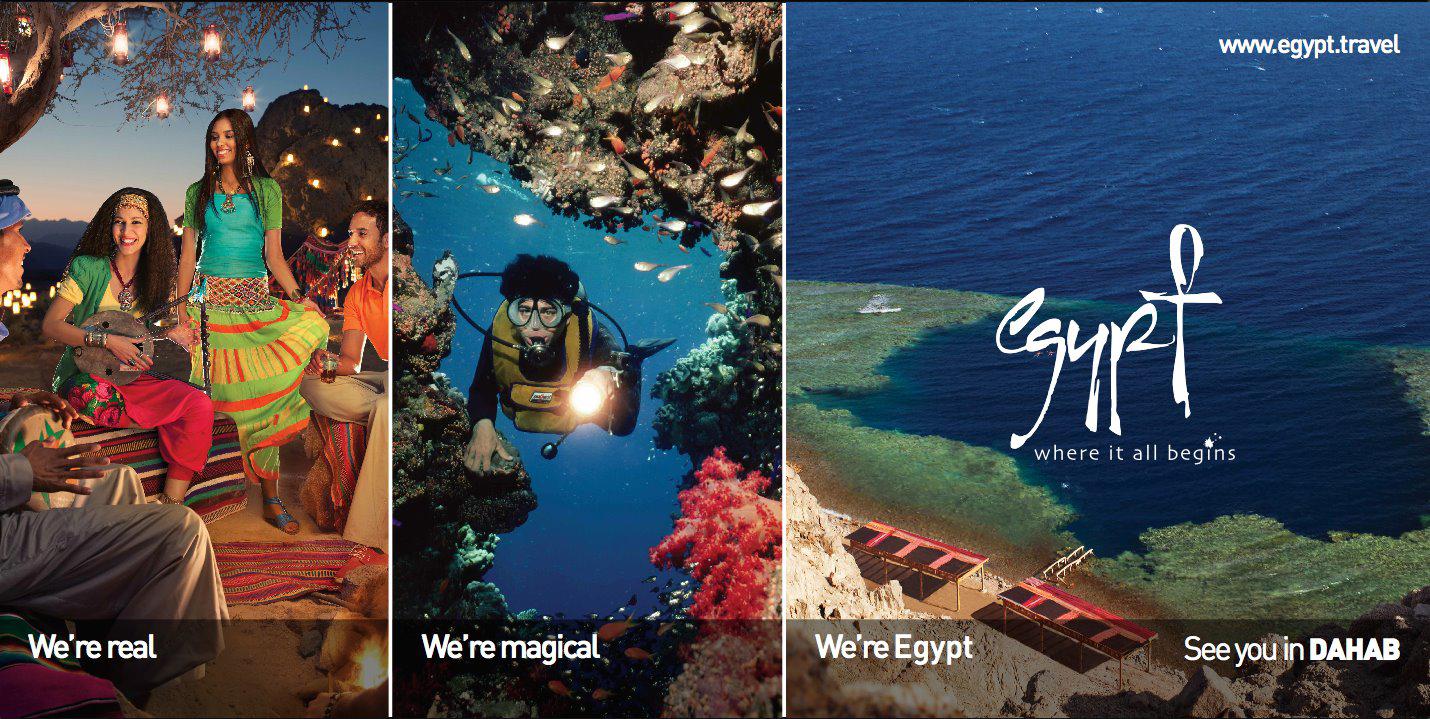 www.egypt.travel
egypt
where it all begins
We're real
We're magical
We're Egypt
See you in DAHAB